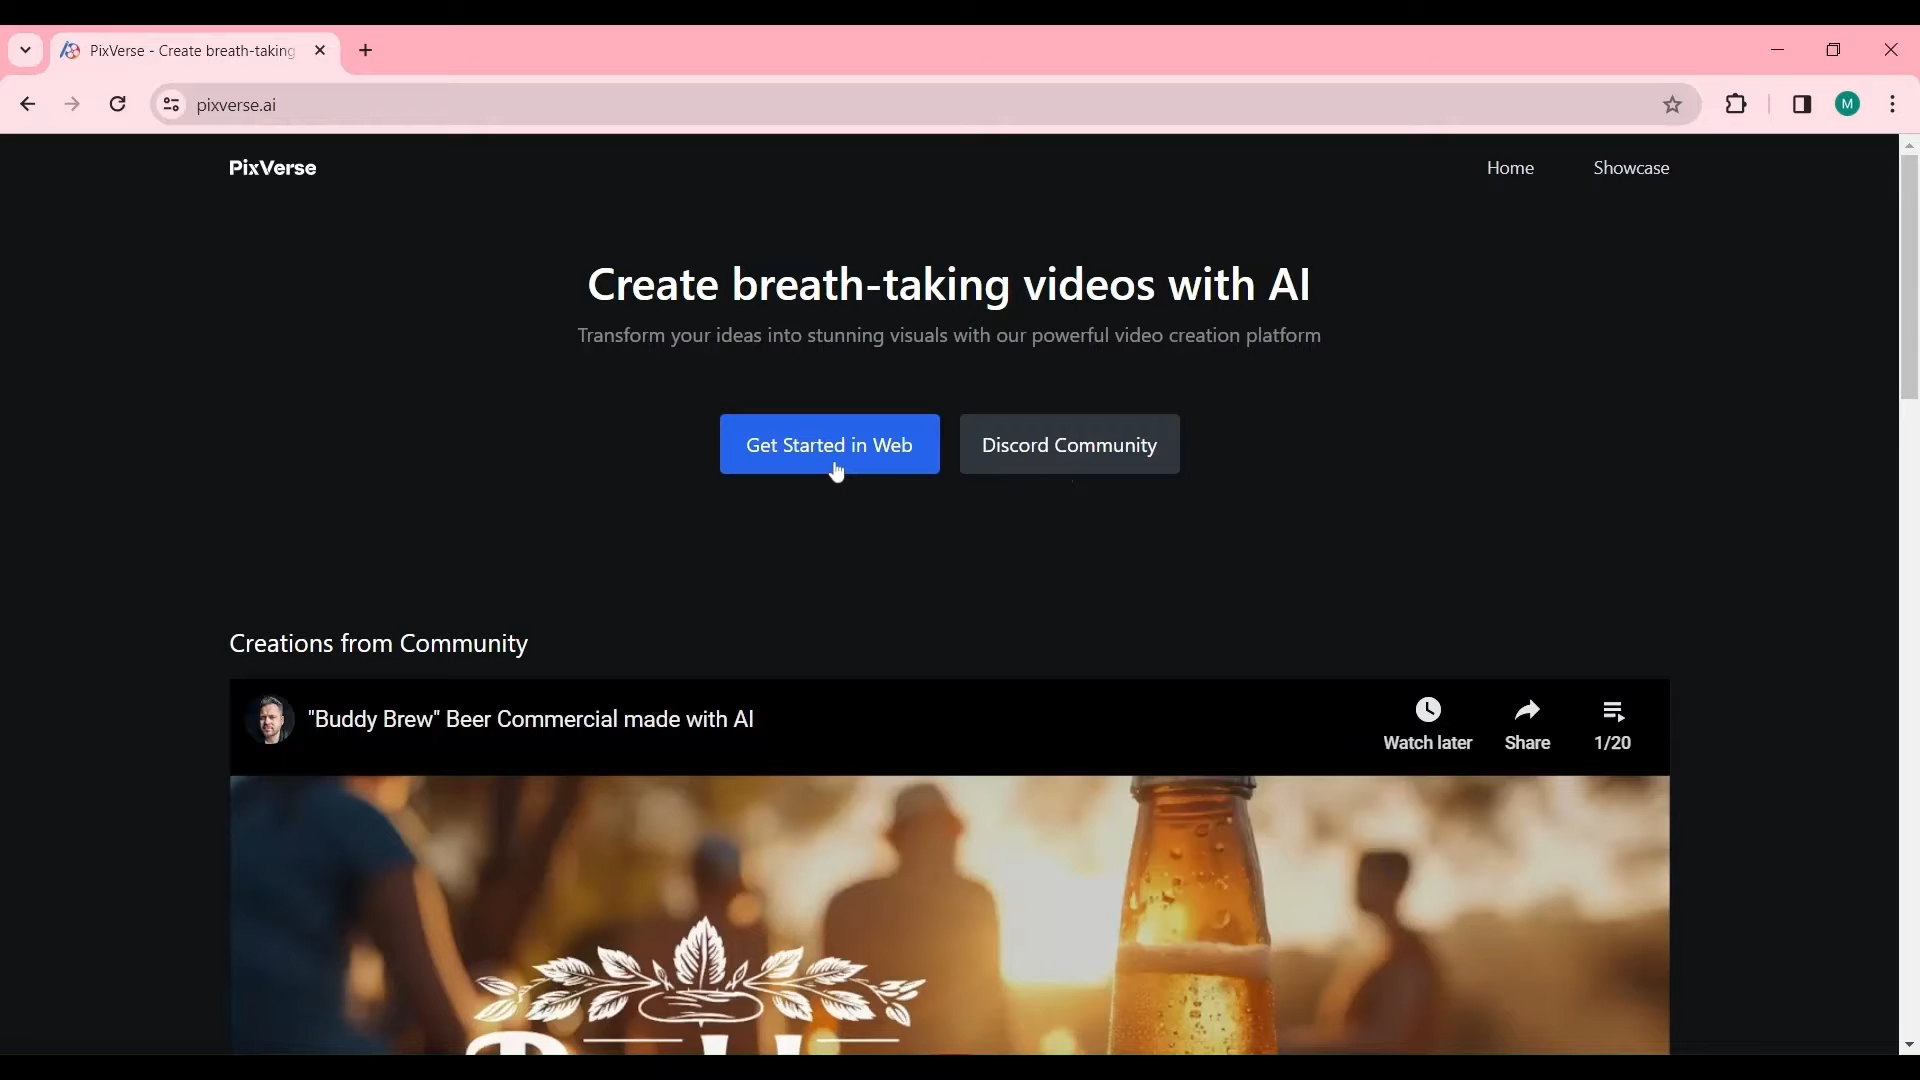 PixVerse - Create breath-taking
pixverse.ai
M
PixVerse
Home
Showcase
Create breath-taking videos with AI
Transform your ideas into stunning visuals with our powerful video creation platform
Get Started in Web
Discord Community
Creations from Community
"Buddy Brew" Beer Commercial made with AI
Watch later
Share
1/20